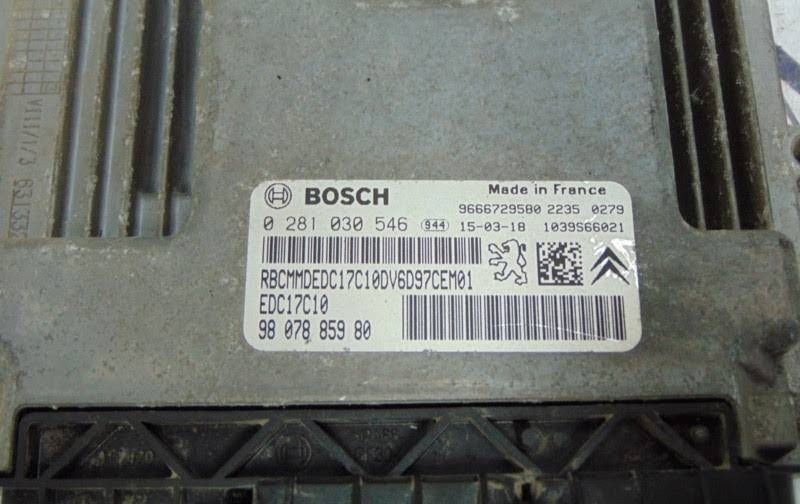 BOSCH
Made in France
9666729580 2235 0279
0 281 030 546 944 15-03-18 1039S66021
RBCMMDEDC17C10DV6D97CEM01
EDC17C10
98 078 859 80